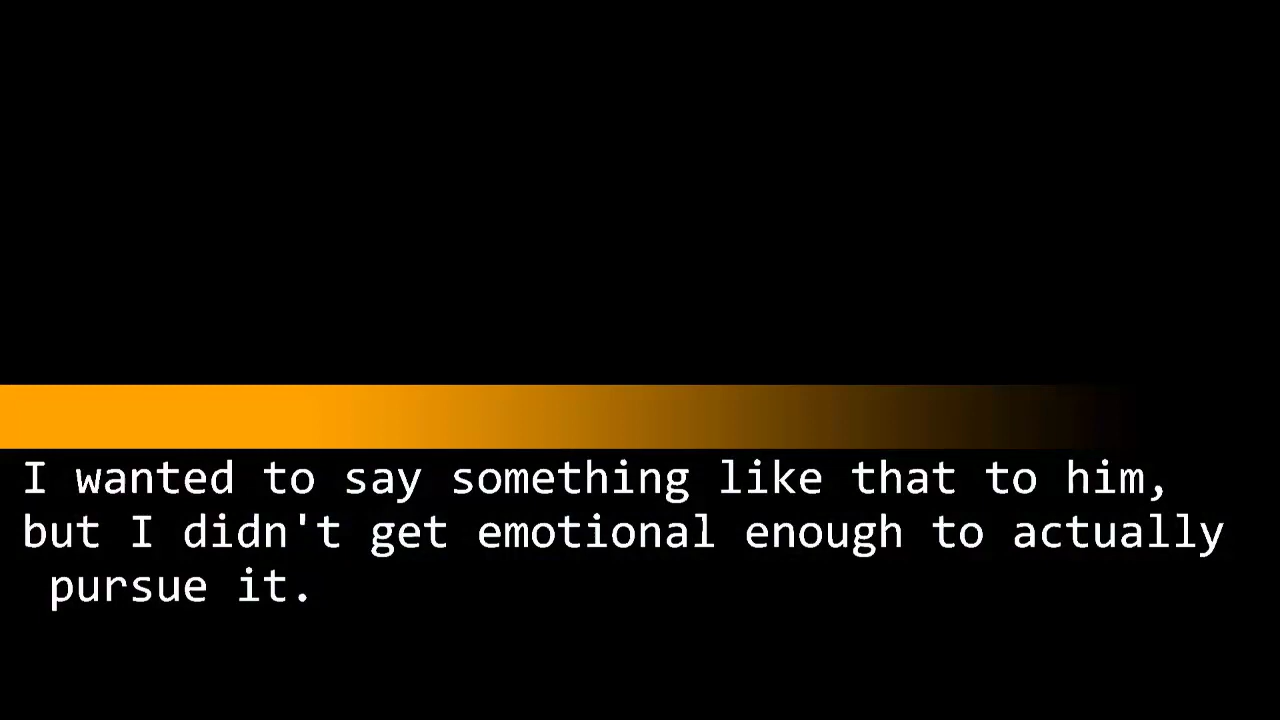 I wanted to say something like that to him,
but I didn't get emotional enough to actually
pursue it.